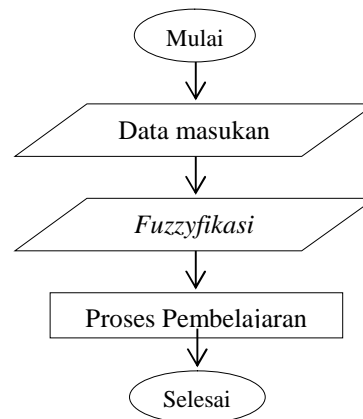 Mulai
Data masukan
Fuzzyfikasi
Proses Pembelajaran
Selesai